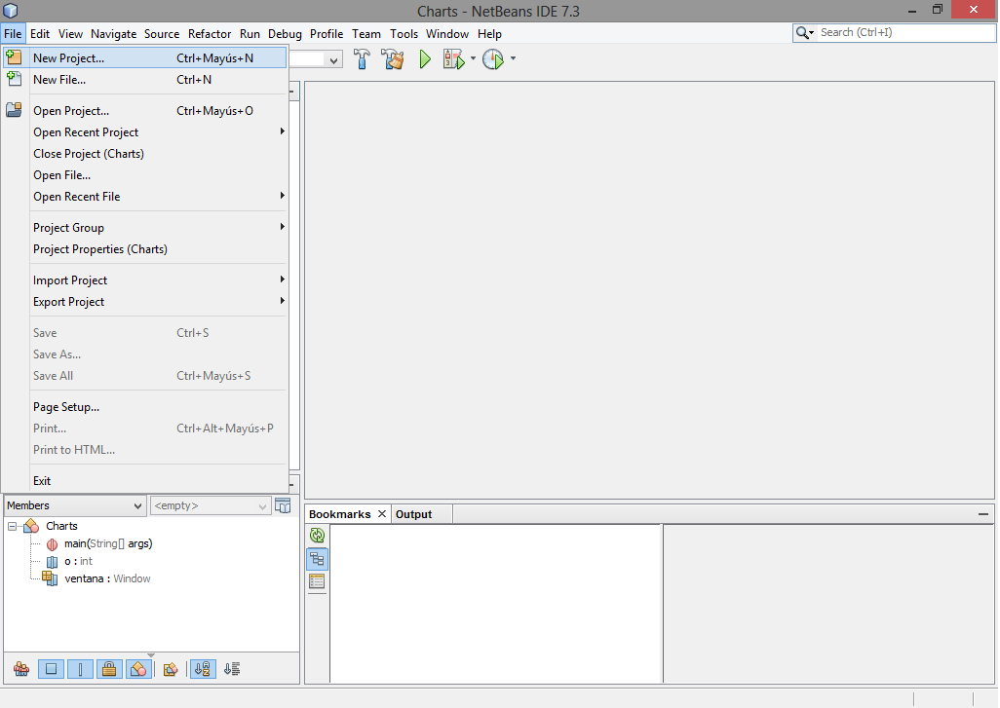 Charts - NetBeans IDE 7.3
File Edit View Navigate Source Refactor Run Debug Profile Team Tools Window Help
Search (Ctrl+I)
New Project... Ctrl+Mayús+N
New File... Ctrl+N
Open Project... Ctrl+Mayús+O
Open Recent Project
Close Project (Charts)
Open File...
Open Recent File
Project Group
Project Properties (Charts)
Import Project
Export Project
Save Ctrl+S
Save As...
Save All Ctrl+Mayús+S
Page Setup...
Print... Ctrl+Alt+Mayús+P
Print to HTML...
Exit
Members <empty>
Charts
main(String[] args)
o : int
ventana : Window
Bookmarks Output